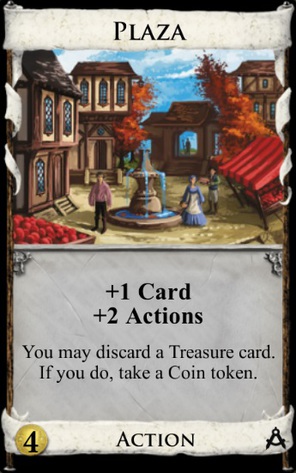 PLAZA
+1 Card
+2 Actions
You may discard a Treasure card.
If you do, take a Coin token.
4
ACTION